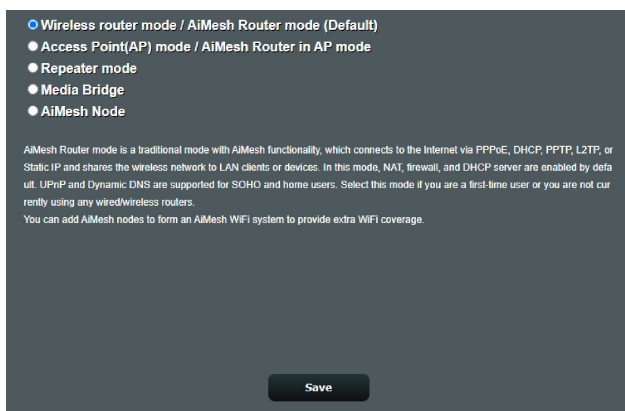 Wireless router mode / AiMesh Router mode (Default)
Access Point(AP) mode / AiMesh Router in AP mode
Repeater mode
Media Bridge
AiMesh Node
AiMesh Router mode is a traditional mode with AiMesh functionality, which connects to the Internet via PPPoE, DHCP, PPTP, L2TP, or
Static IP and shares the wireless network to LAN clients or devices. In this mode, NAT, firewall, and DHCP server are enabled by defa
ult. UPnP and Dynamic DNS are supported for SOHO and home users. Select this mode if you are a first-time user or you are not cur
rently using any wired/wireless routers.
You can add AiMesh nodes to form an AiMesh WiFi system to provide extra WiFi coverage.
Save